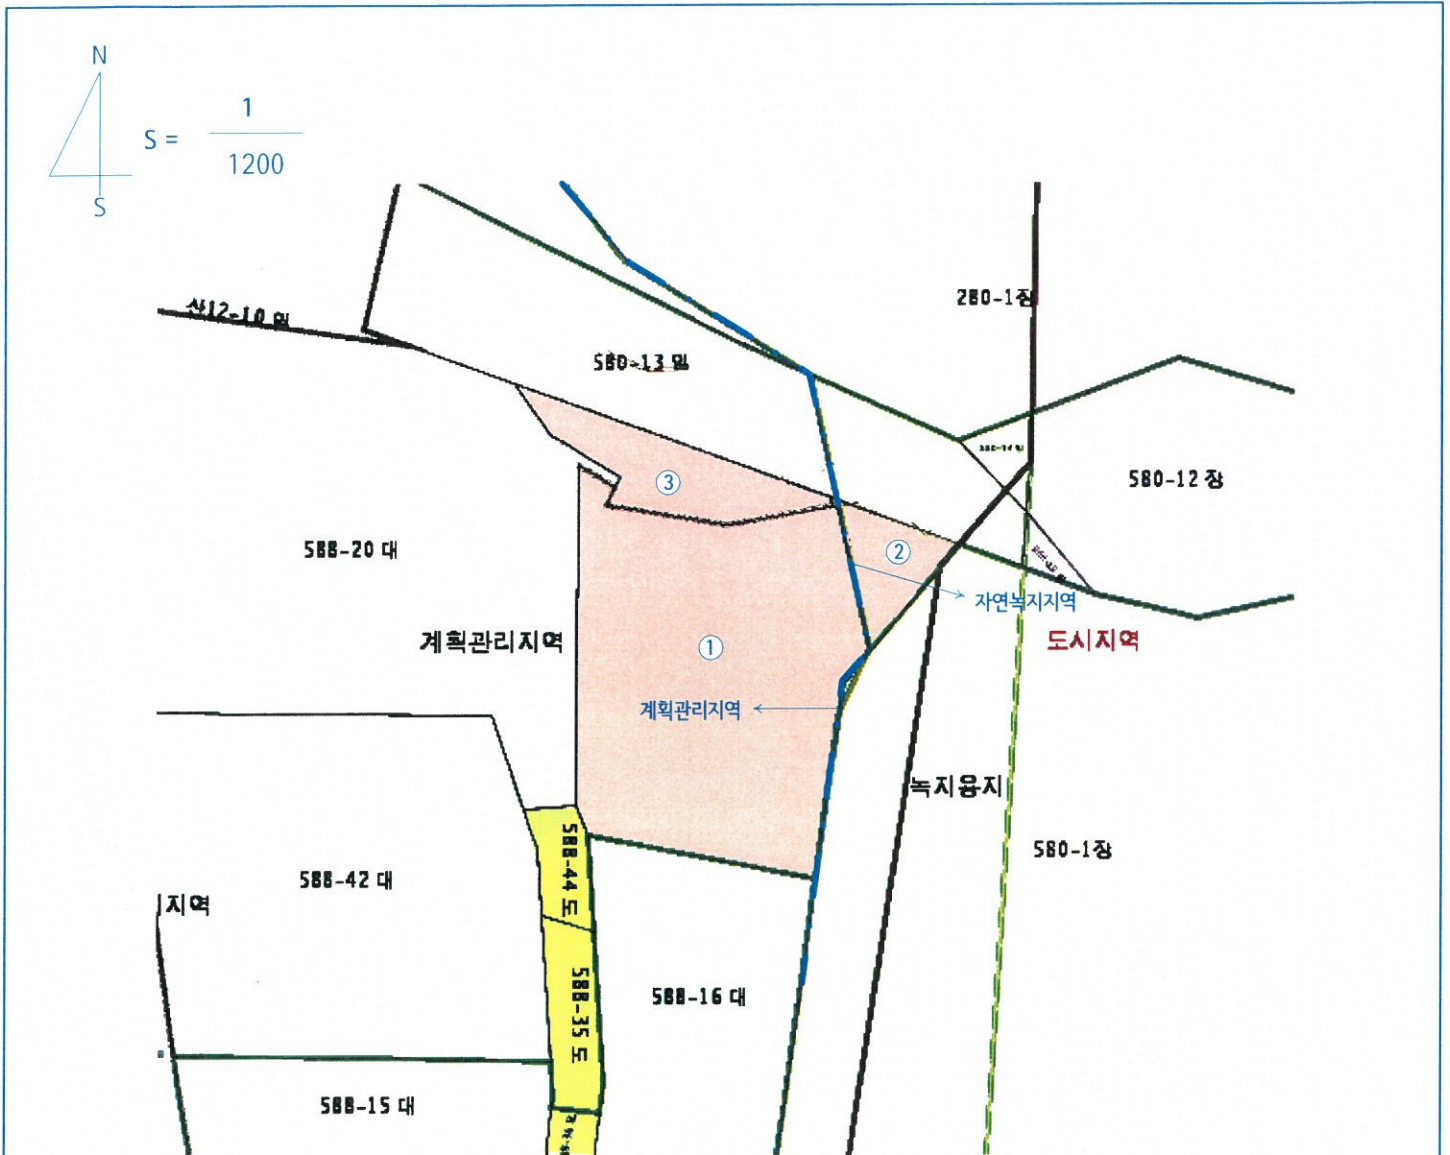 N
S = 1
1200
S
280-1장
산12-10 임
580-13 임
580-12 장
③
588-20 대
②
자연녹지지역
계획관리지역
①
도시지역
계획관리지역
녹지용지
580-1장
588-44 도
588-42 대
지역
588-35 도
588-16 대
588-15 대